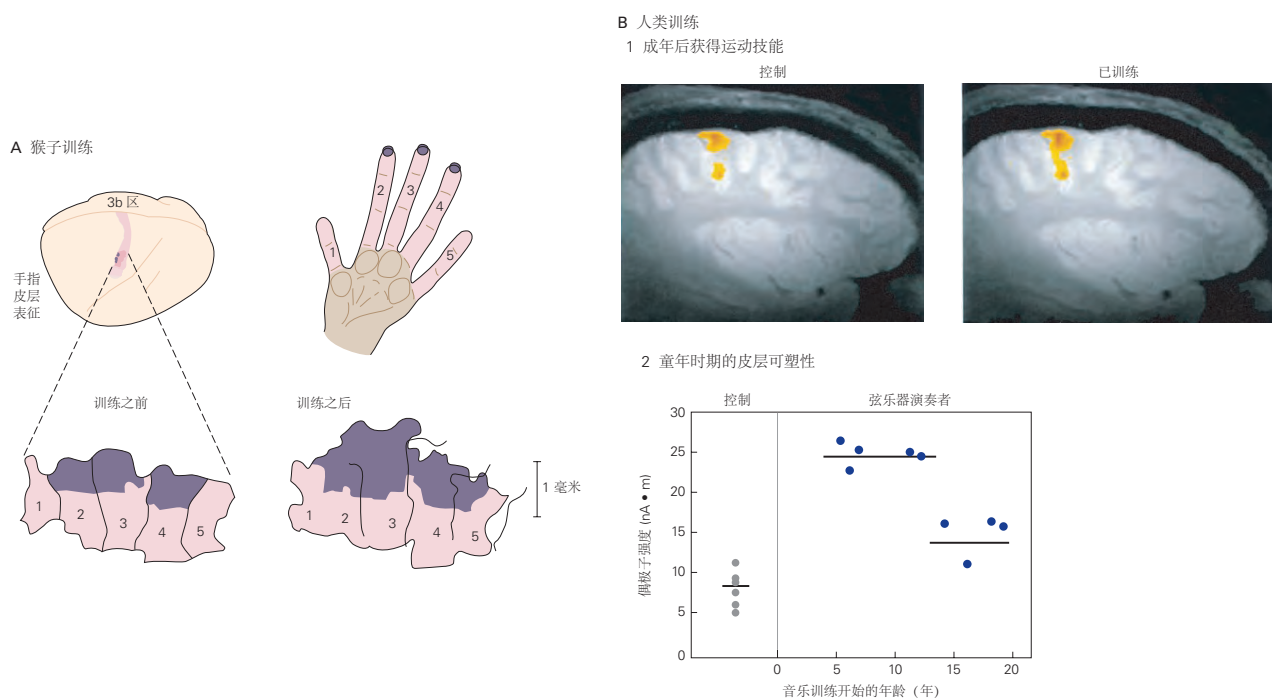 A 猴子训练
3b 区
手指
皮层
表征
1
2
3
4
5
训练之前
训练之后
1
2
3
4
5
1
2
3
4
5
1 毫米
B 人类训练
1 成年后获得运动技能
控制
已训练
2 童年时期的皮层可塑性
控制
弦乐器演奏者
偶极子强度 (nA • m)
30
25
20
15
10
5
0
0 5 10 15 20
音乐训练开始的年龄（年）